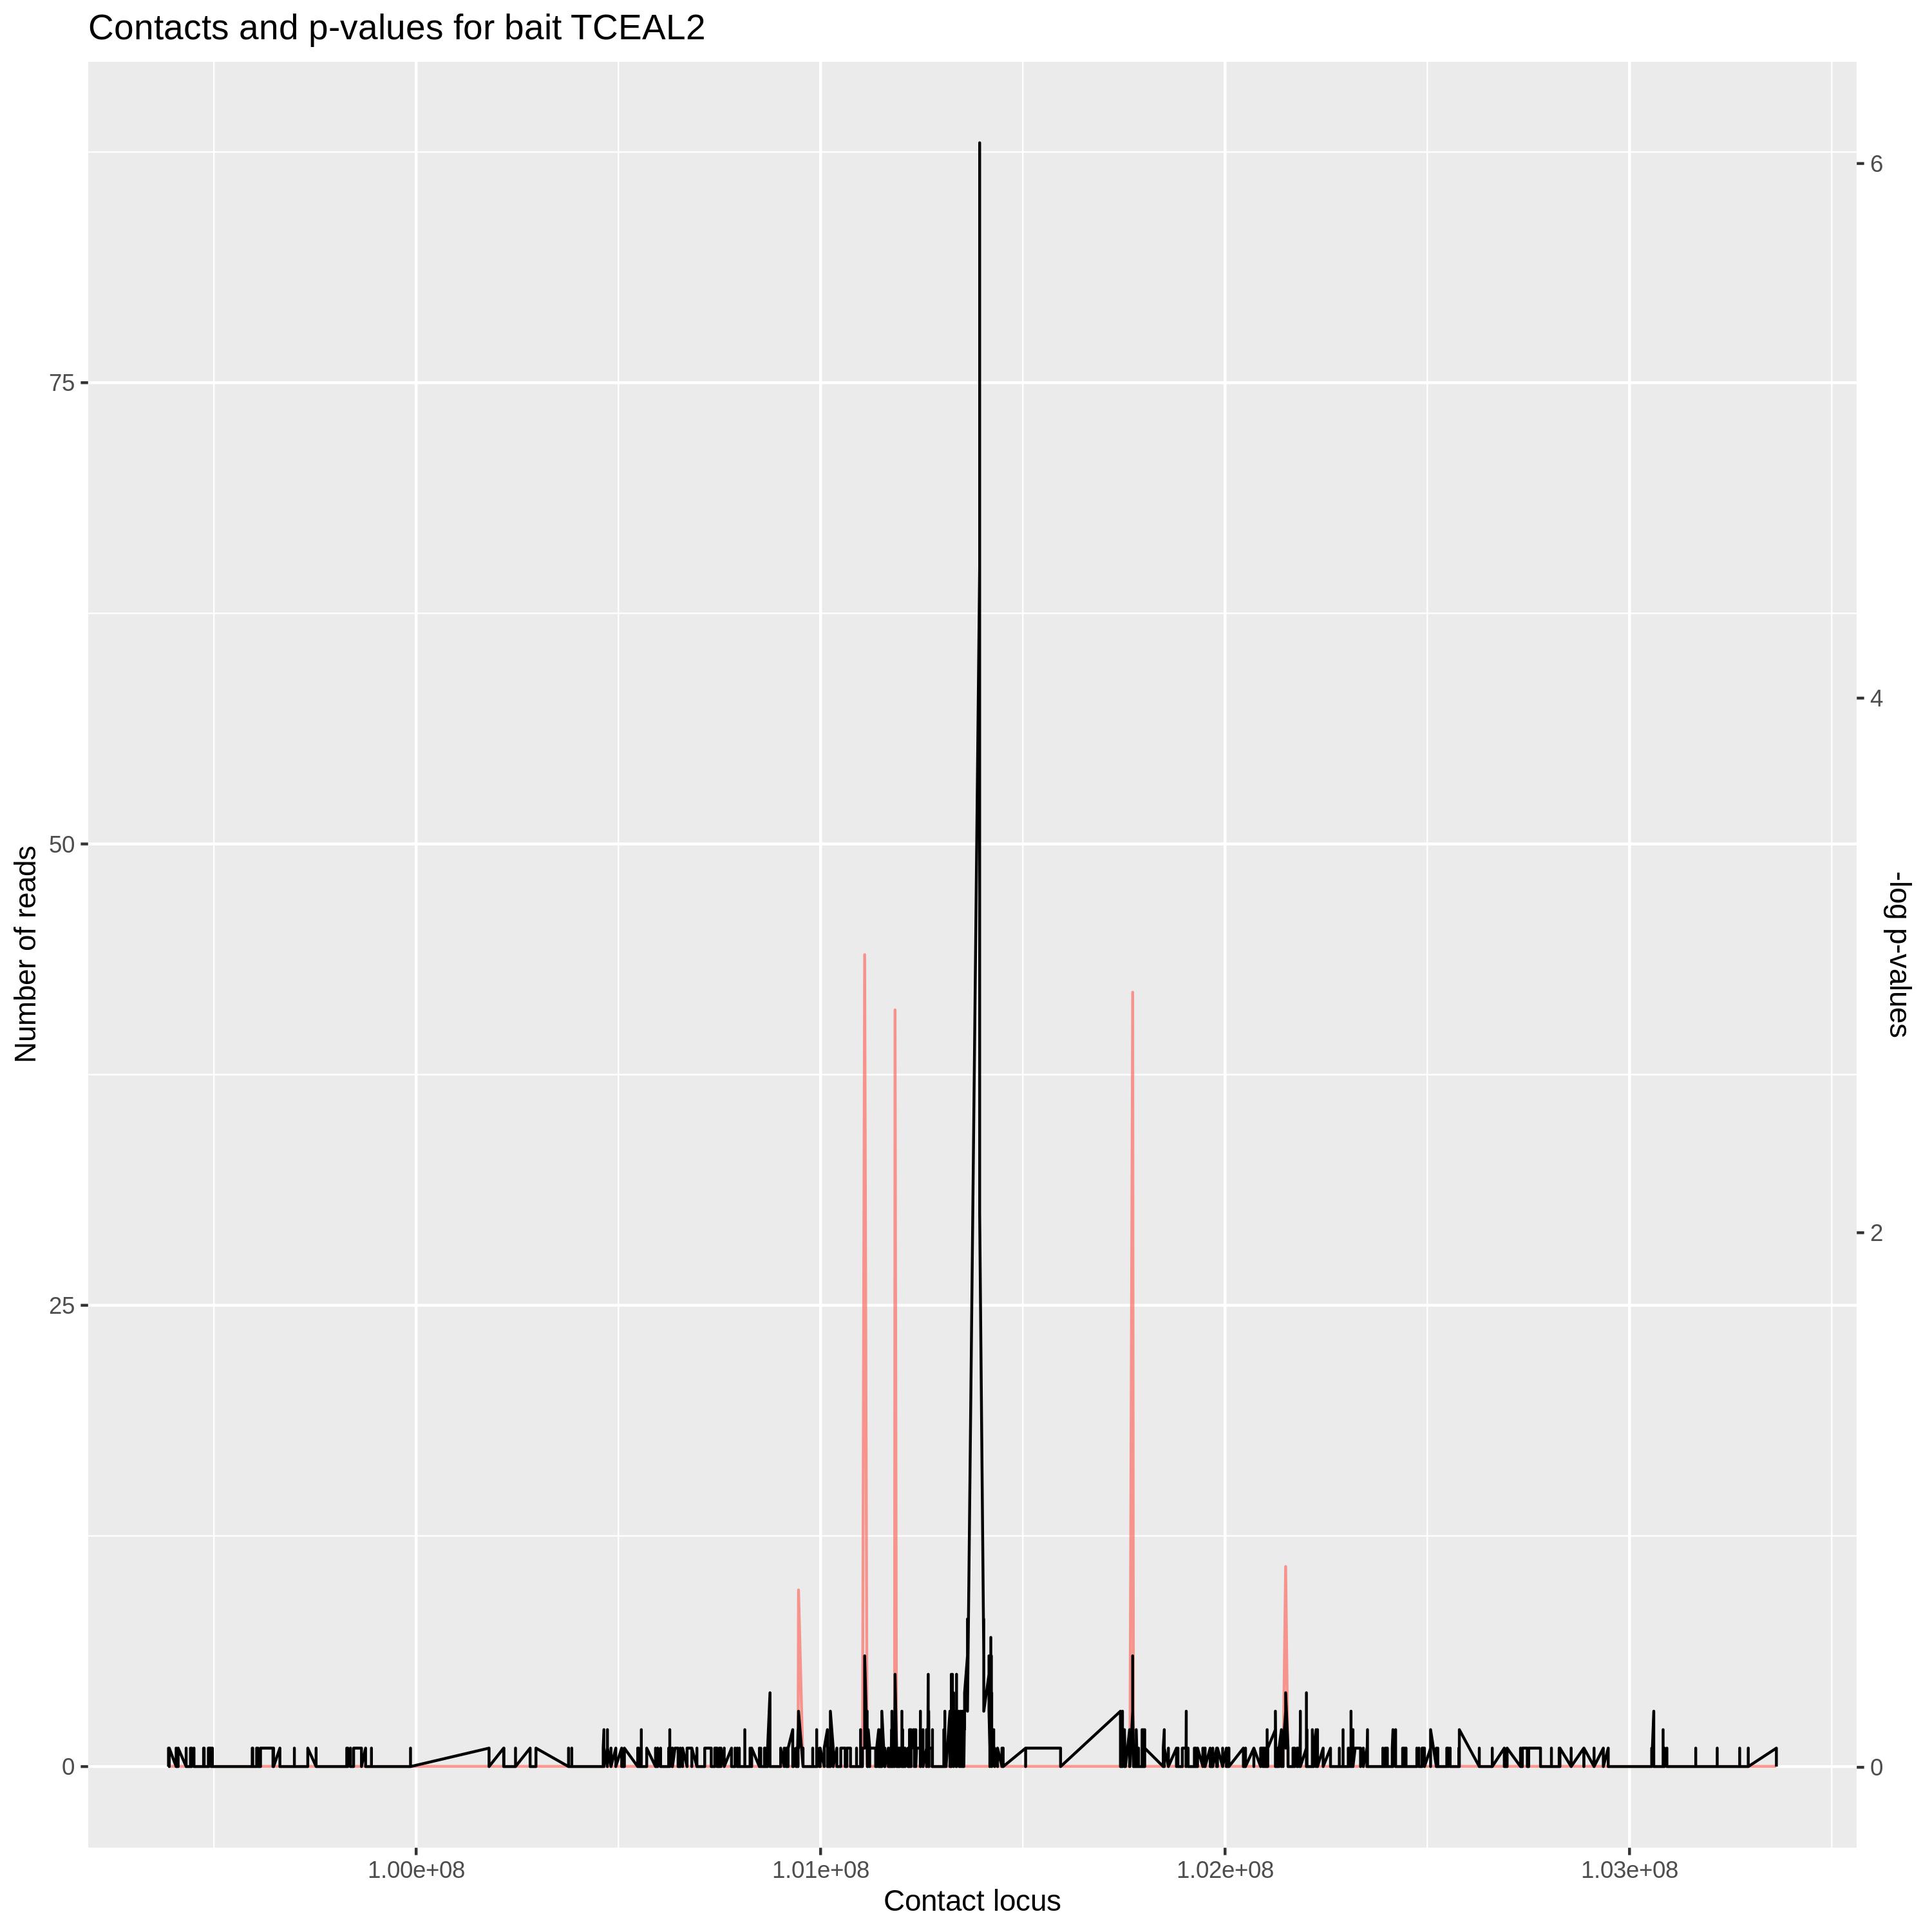 Contacts and p-values for bait TCEAL2
Number of reads
75
50
25
0
6
4
2
0
-log p-values
1.00e+08 1.01e+08 1.02e+08 1.03e+08
Contact locus